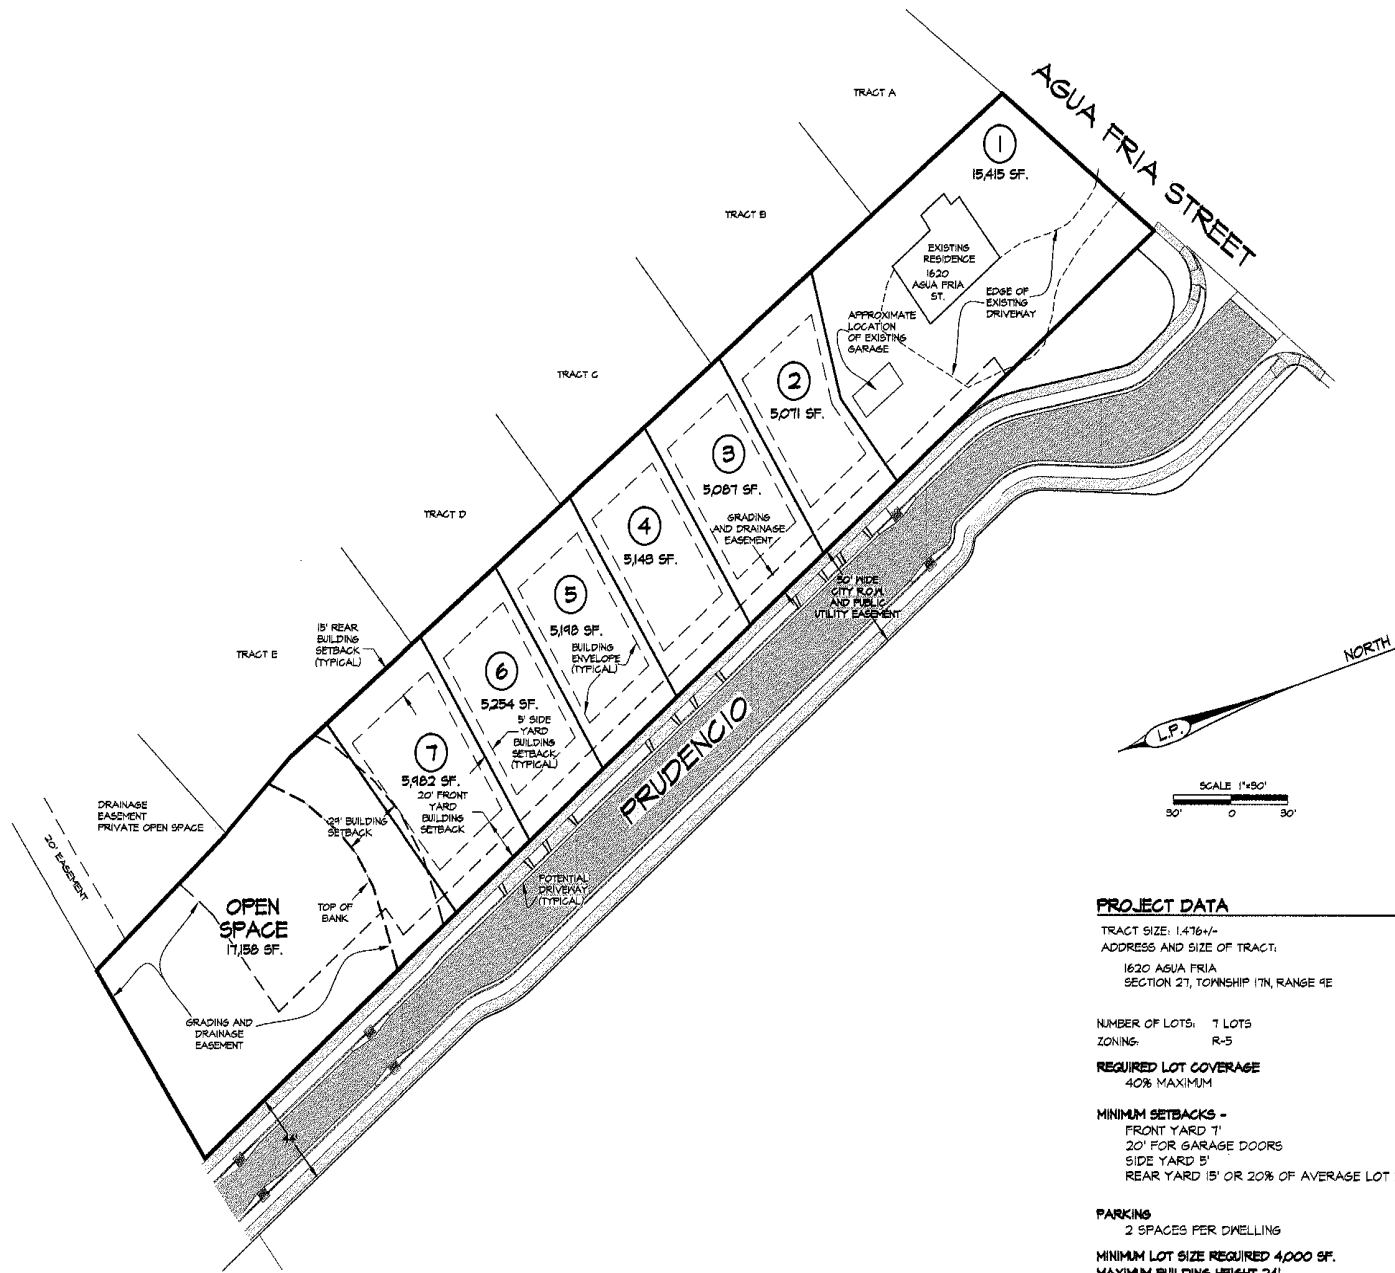 AGUA FRIA STREET
TRACT A
1
15,415 SF.
TRACT B
EXISTING
RESIDENCE
1620
AGUA FRIA
ST.
EDGE OF
EXISTING
DRIVEWAY
APPROXIMATE
LOCATION
OF EXISTING
GARAGE
TRACT C
2
5,071 SF.
3
5,087 SF.
GRADING
AND DRAINAGE
EASEMENT
TRACT D
4
5,148 SF.
50' WIDE
CITY R.O.W.
AND PUBLIC
UTILITY EASEMENT
5
5,198 SF.
BUILDING
ENVELOPE
(TYPICAL)
15' REAR
BUILDING
SETBACK
(TYPICAL)
TRACT E
6
5,254 SF.
5' SIDE
YARD
BUILDING
SETBACK
(TYPICAL)
7
5,982 SF.
20' FRONT
YARD
BUILDING
SETBACK
PRUDENCIO
NORTH
L.P.
SCALE 1"=50'
50'
0
50'
DRAINAGE
EASEMENT
PRIVATE OPEN SPACE
20' EASEMENT
29' BUILDING
SETBACK
POTENTIAL
DRIVEWAY
(TYPICAL)
TOP OF
BANK
OPEN
SPACE
17,158 SF.
GRADING AND
DRAINAGE
EASEMENT
44'
PROJECT DATA
TRACT SIZE: 1.476+/-
ADDRESS AND SIZE OF TRACT:
1620 AGUA FRIA
SECTION 27, TOWNSHIP 17N, RANGE 9E
NUMBER OF LOTS: 7 LOTS
ZONING: R-5
REQUIRED LOT COVERAGE
40% MAXIMUM
MINIMUM SETBACKS -
FRONT YARD 7'
20' FOR GARAGE DOORS
SIDE YARD 5'
REAR YARD 15' OR 20% OF AVERAGE LOT
PARKING
2 SPACES PER DWELLING
MINIMUM LOT SIZE REQUIRED 4,000 SF.
MAXIMUM BUILDING HEIGHT 24'